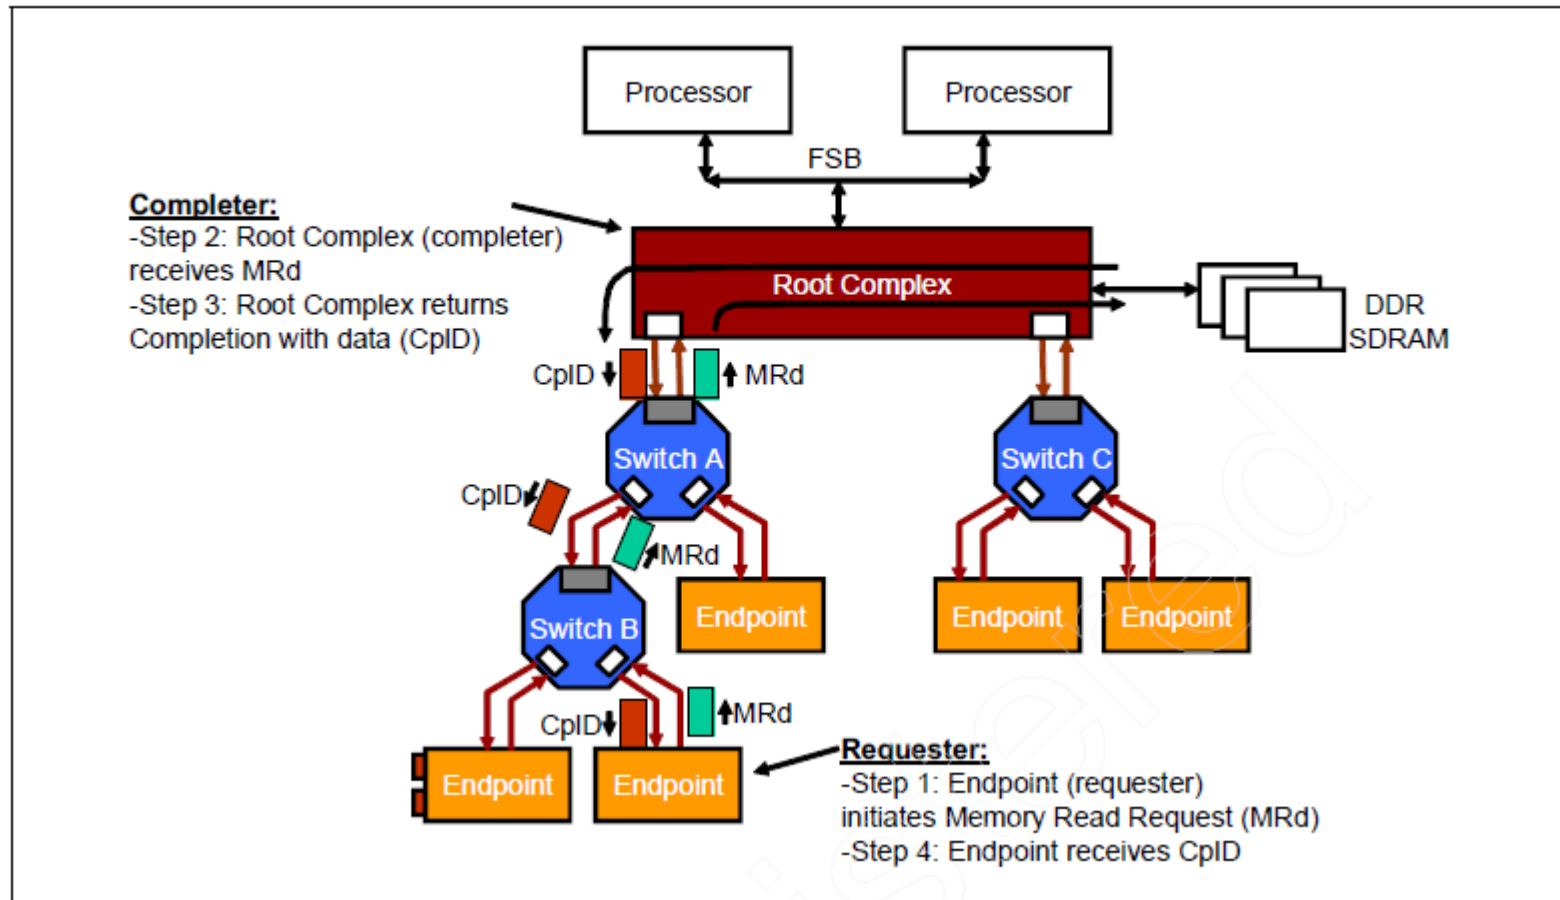 Processor
Processor
FSB
Completer:
-Step 2: Root Complex (completer)
receives MRd
-Step 3: Root Complex returns
Completion with data (CplD)
Root Complex
DDR
SDRAM
CplD
MRd
Switch A
Switch C
CplD
MRd
Endpoint
Endpoint
Endpoint
Switch B
CplD
MRd
Endpoint
Endpoint
Requester:
-Step 1: Endpoint (requester)
initiates Memory Read Request (MRd)
-Step 4: Endpoint receives CplD